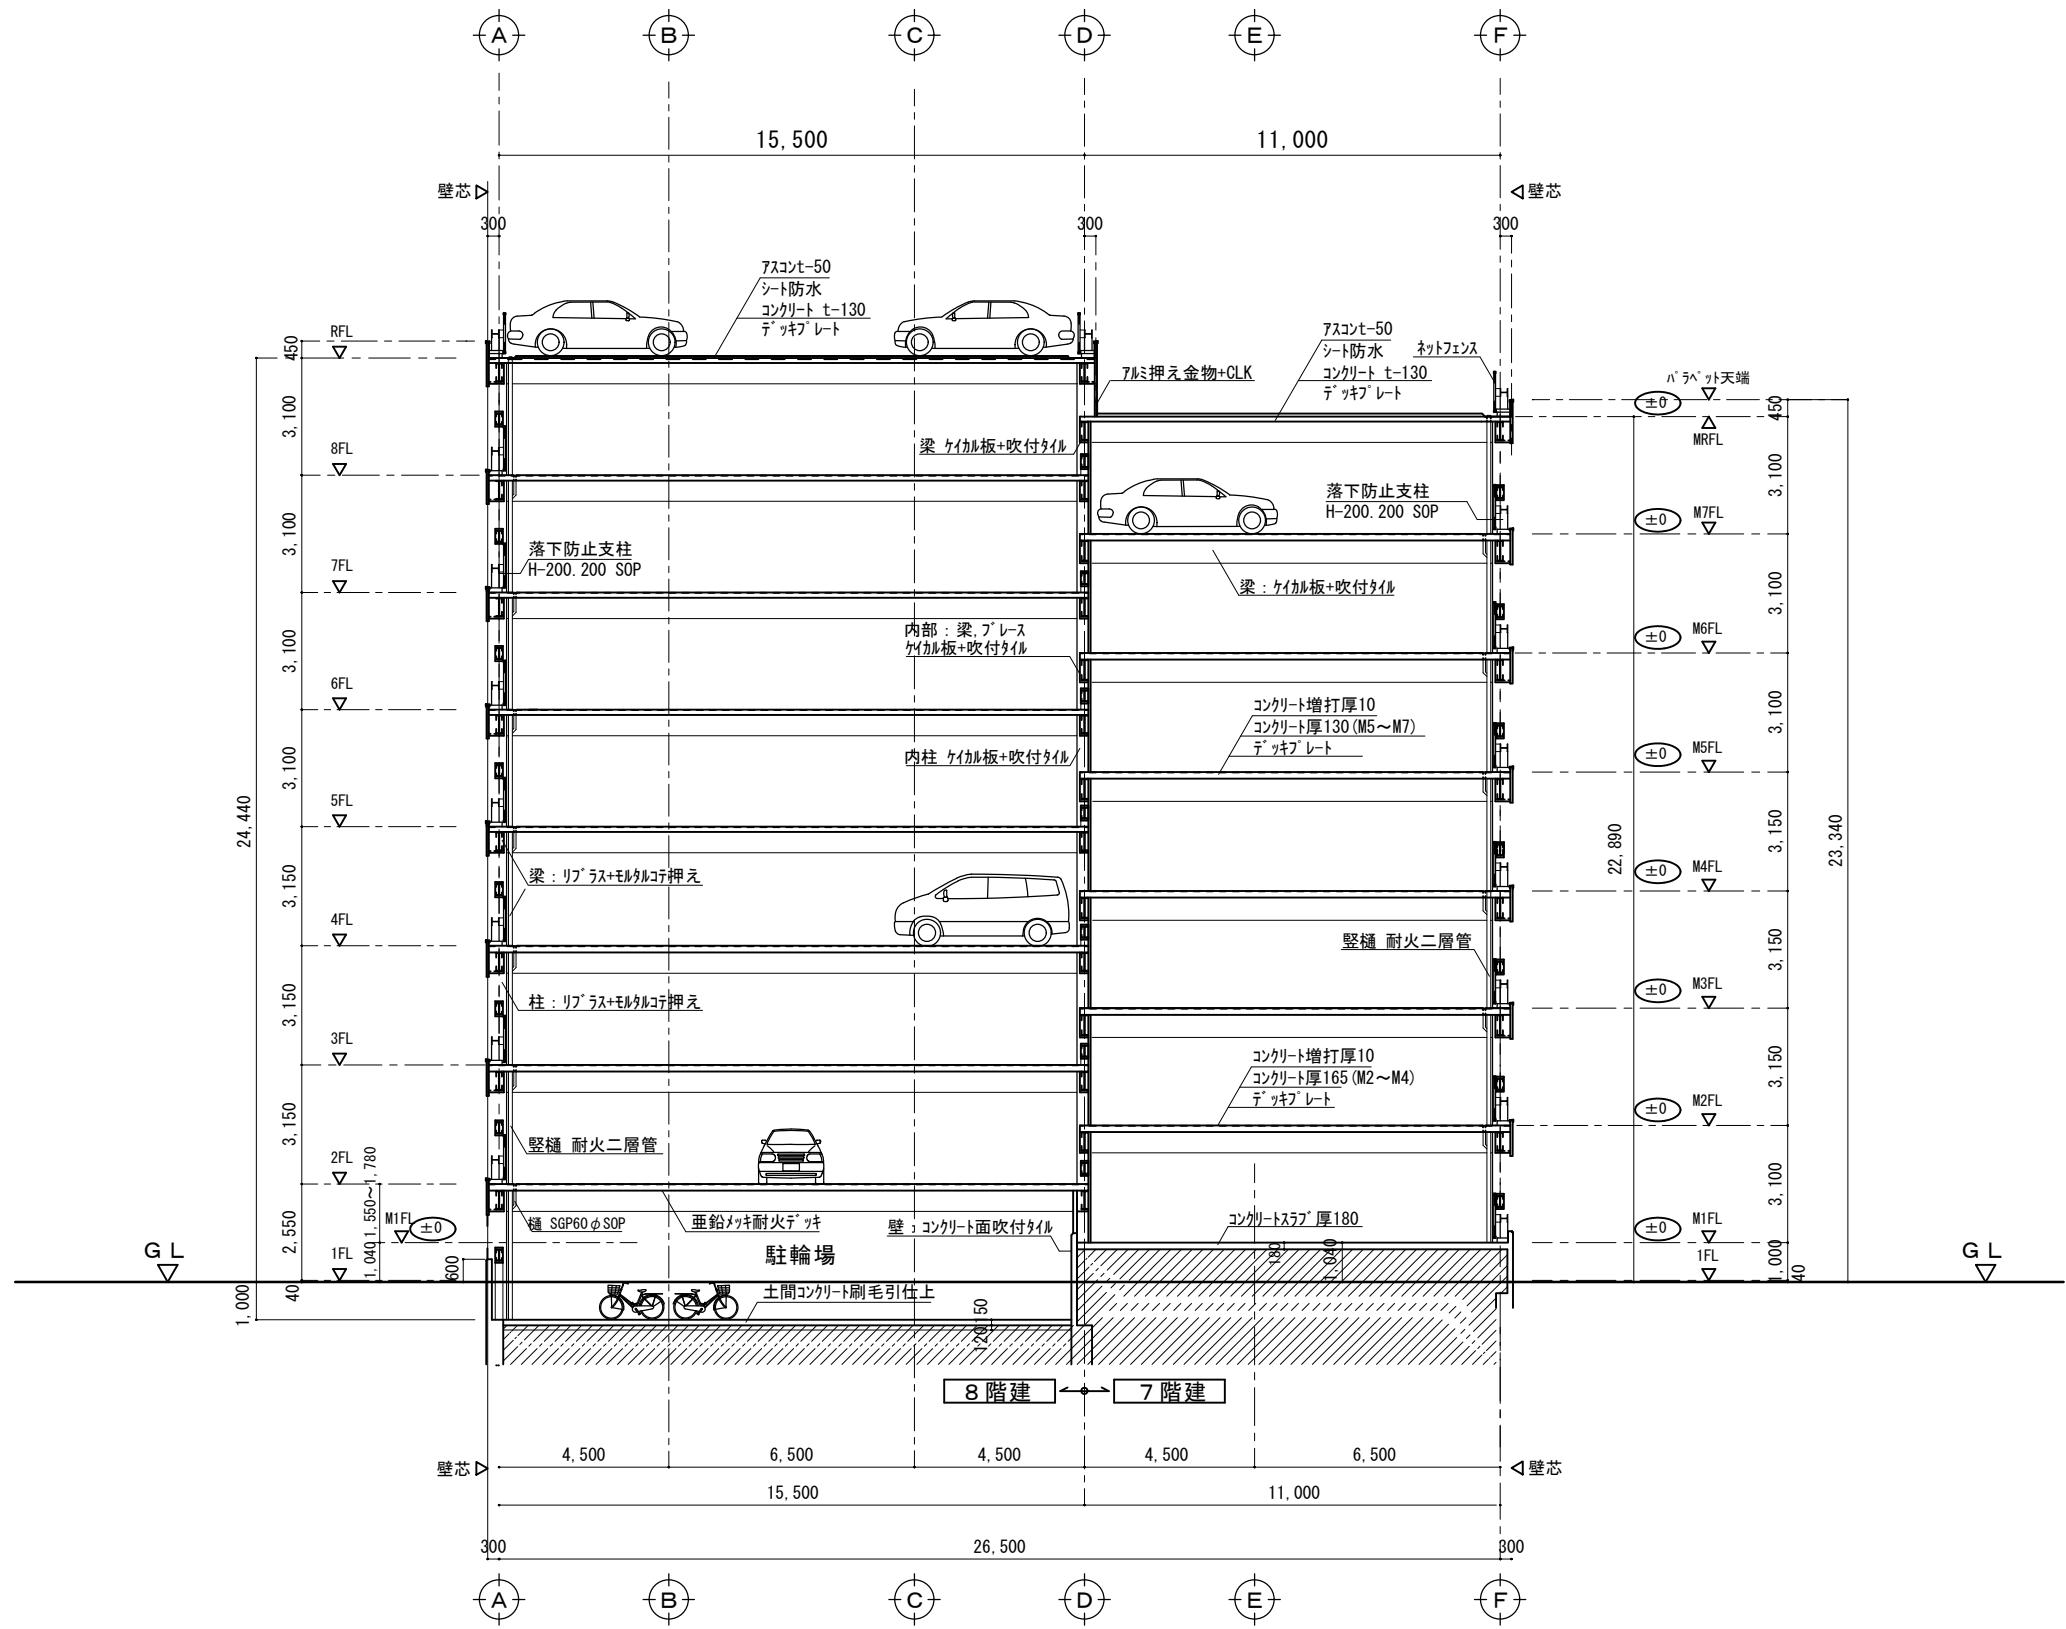 A B C D E F
15,500 11,000
壁芯 壁芯
300 300 300
ｱｽｺﾝt-50
ｼｰﾄ防水
ｺﾝｸﾘｰﾄ t-130
ﾃﾞｯｷﾌﾟﾚｰﾄ
ｱｽｺﾝt-50
ｼｰﾄ防水
ｺﾝｸﾘｰﾄ t-130
ﾃﾞｯｷﾌﾟﾚｰﾄ
ﾈｯﾄﾌｪﾝｽ
ｱﾙﾐ押え金物+CLK
ﾊﾟﾗﾍﾟｯﾄ天端
±0
MRFL
450
RFL
450
3,100
8FL
3,100
7FL
3,100
6FL
3,100
5FL
3,150
4FL
3,150
3FL
3,150
2FL
2,550
1FL
40
24,440
1,000
1,550～1,780
1,040
M1FL
±0
600
梁 ｹｲｶﾙ板+吹付ﾀｲﾙ
落下防止支柱
H-200.200 SOP
落下防止支柱
H-200.200 SOP
梁：ｹｲｶﾙ板+吹付ﾀｲﾙ
内部：梁,ﾌﾞﾚｰｽ
ｹｲｶﾙ板+吹付ﾀｲﾙ
ｺﾝｸﾘｰﾄ増打厚10
ｺﾝｸﾘｰﾄ厚130(M5～M7)
ﾃﾞｯｷﾌﾟﾚｰﾄ
内柱 ｹｲｶﾙ板+吹付ﾀｲﾙ
梁：ﾘﾌﾞﾗｽ+ﾓﾙﾀﾙｺﾃ押え
竪樋 耐火二層管
柱：ﾘﾌﾞﾗｽ+ﾓﾙﾀﾙｺﾃ押え
ｺﾝｸﾘｰﾄ増打厚10
ｺﾝｸﾘｰﾄ厚165(M2～M4)
ﾃﾞｯｷﾌﾟﾚｰﾄ
竪樋 耐火二層管
樋 SGP60φSOP
亜鉛ﾒｯｷ耐火ﾃﾞｯｷ
壁：ｺﾝｸﾘｰﾄ面吹付ﾀｲﾙ
ｺﾝｸﾘｰﾄｽﾗﾌﾞ厚180
180
1,040
駐輪場
土間ｺﾝｸﾘｰﾄ刷毛引仕上
150
120
3,100
±0 M7FL
3,100
±0 M6FL
3,100
±0 M5FL
3,150
±0 M4FL
3,150
±0 M3FL
3,150
±0 M2FL
3,100
±0 M1FL
1FL
1,000
40
22,890
23,340
ＧＬ ＧＬ
８階建 ７階建
4,500 6,500 4,500 4,500 6,500
壁芯 壁芯
15,500 11,000
300 26,500 300
A B C D E F